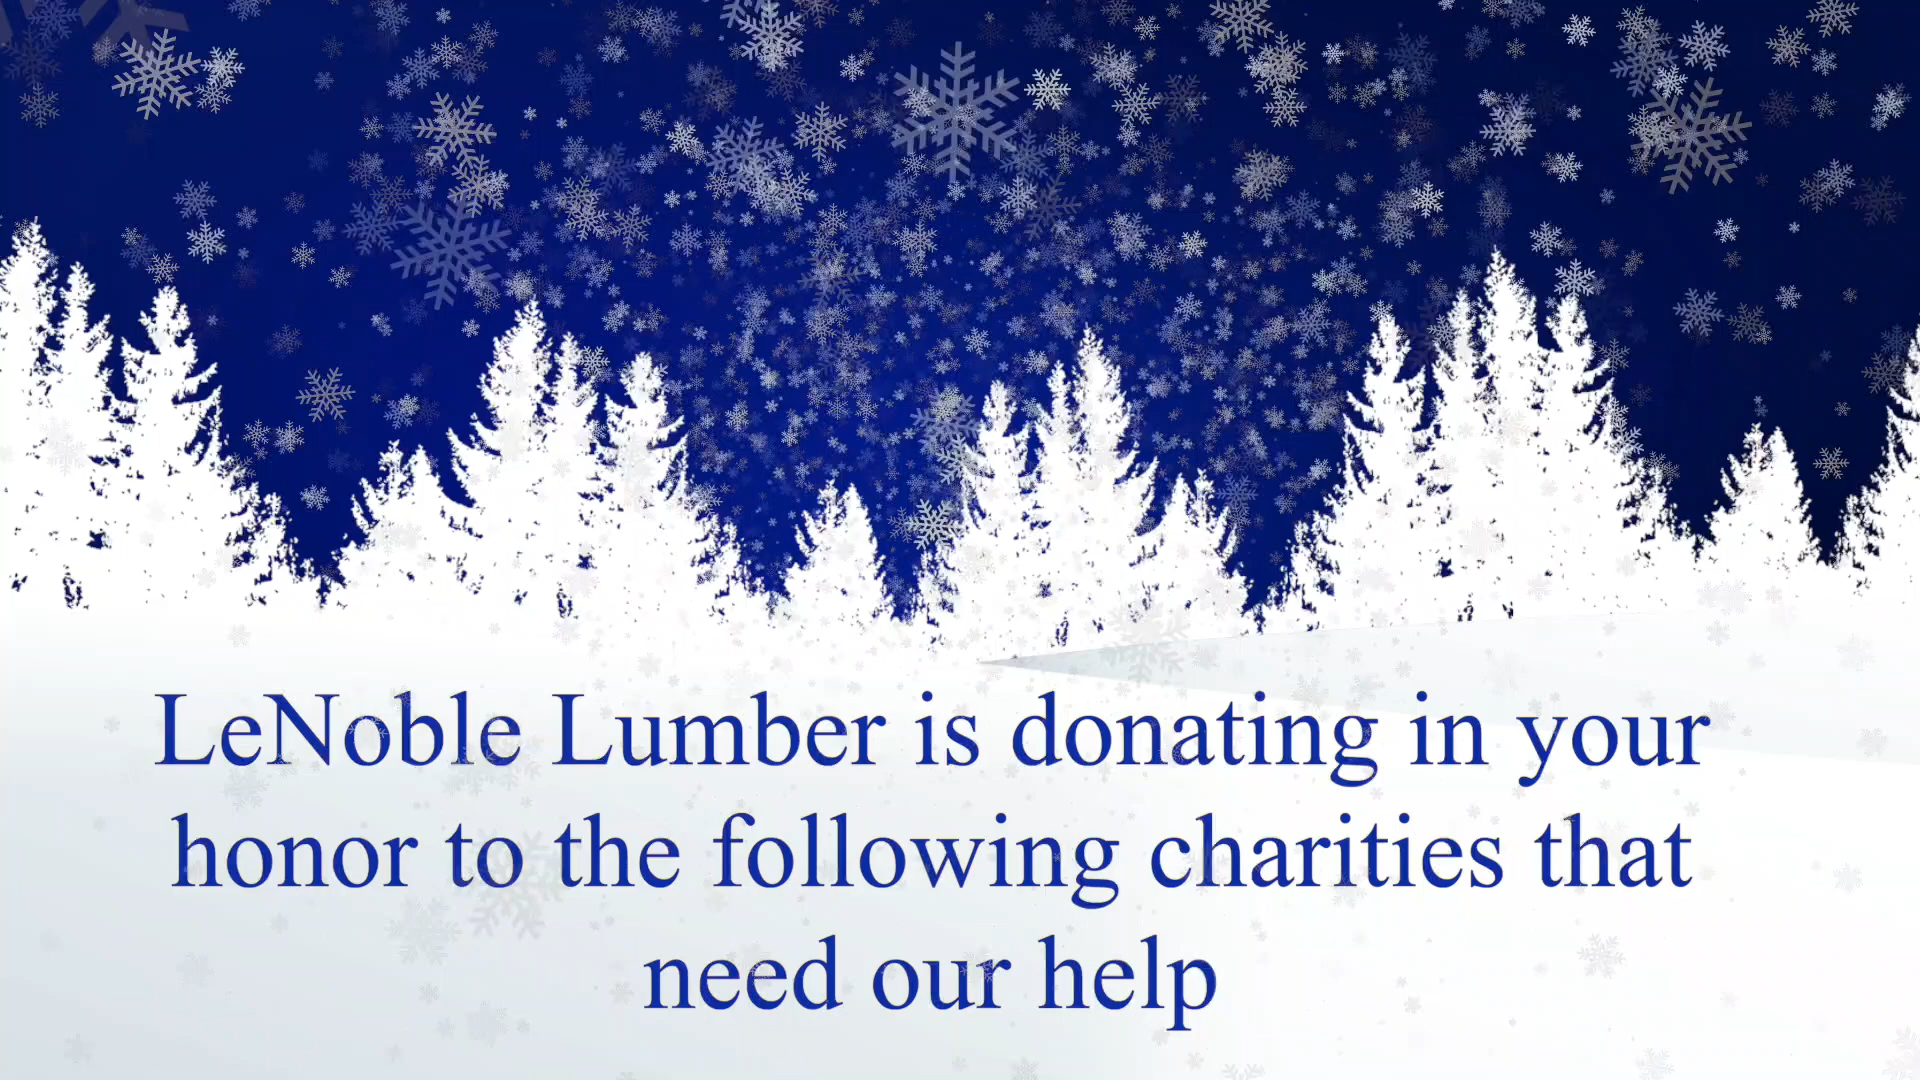 LeNoble Lumber is donating in your
honor to the following charities that
need our help